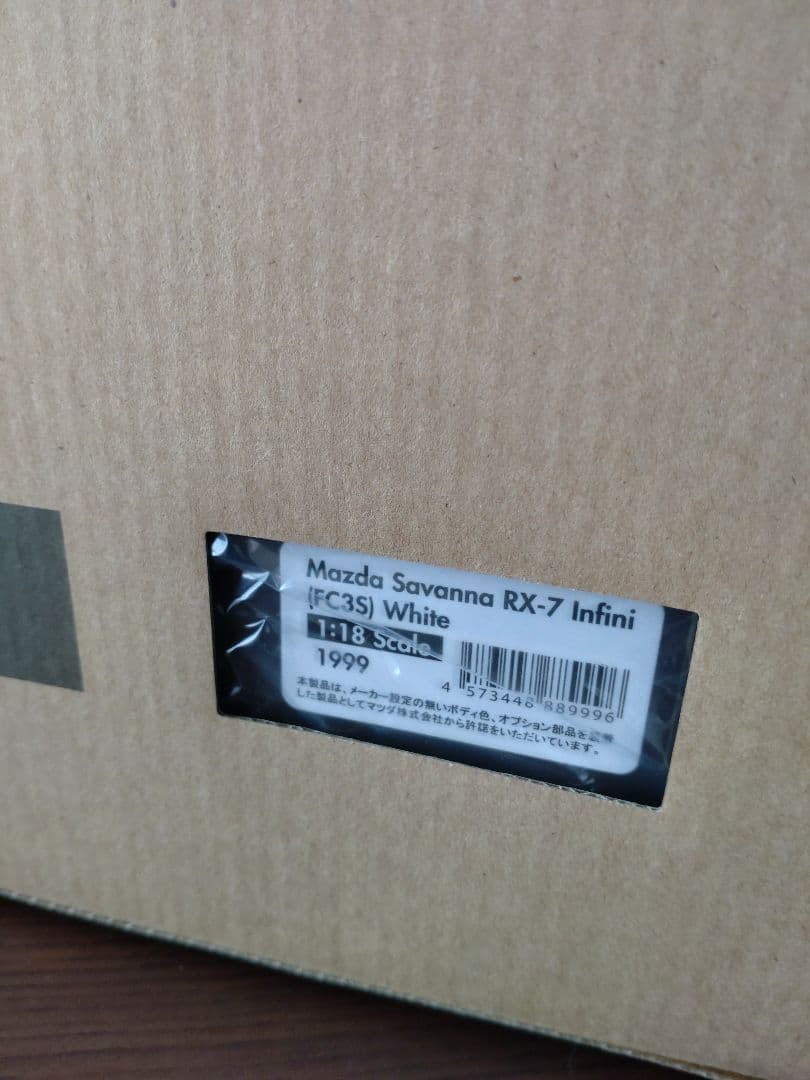 Mazda Savanna RX-7 Infini
(FC3S) White
1:18 Scale
1999
4 573448 889996
本製品は、メーカー設定の無いボディ色、オプション部品を装着
した製品としてマツダ株式会社から許諾をいただいています。